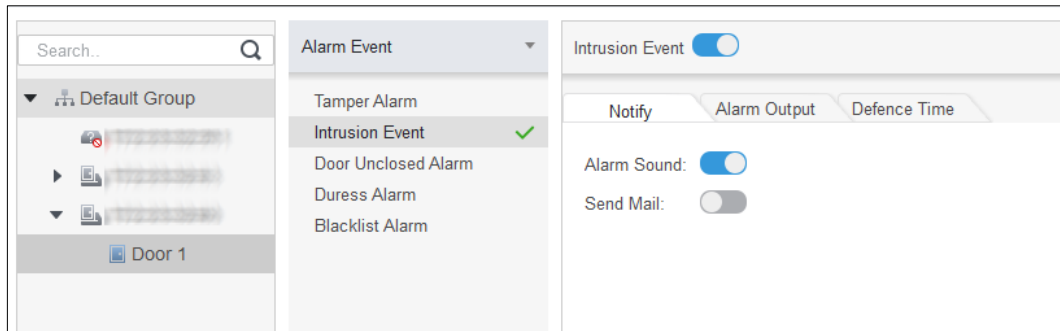 Search..
Default Group
Door 1
Alarm Event
Tamper Alarm
Intrusion Event
Door Unclosed Alarm
Duress Alarm
Blacklist Alarm
Intrusion Event
Notify Alarm Output Defence Time
Alarm Sound:
Send Mail: